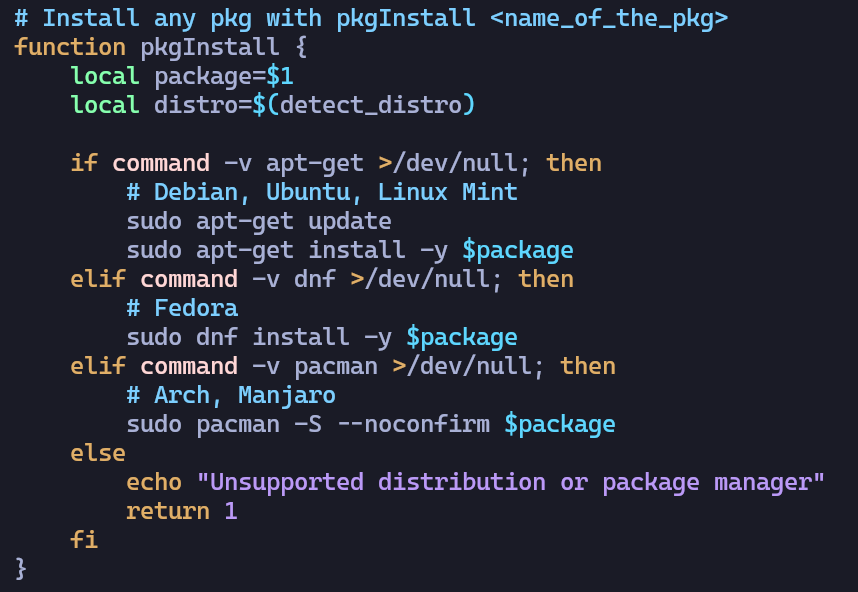 # Install any pkg with pkgInstall <name_of_the_pkg>
function pkgInstall {
    local package=$1
    local distro=$(detect_distro)

    if command -v apt-get >/dev/null; then
        # Debian, Ubuntu, Linux Mint
        sudo apt-get update
        sudo apt-get install -y $package
    elif command -v dnf >/dev/null; then
        # Fedora
        sudo dnf install -y $package
    elif command -v pacman >/dev/null; then
        # Arch, Manjaro
        sudo pacman -S --noconfirm $package
    else
        echo "Unsupported distribution or package manager"
        return 1
    fi
}